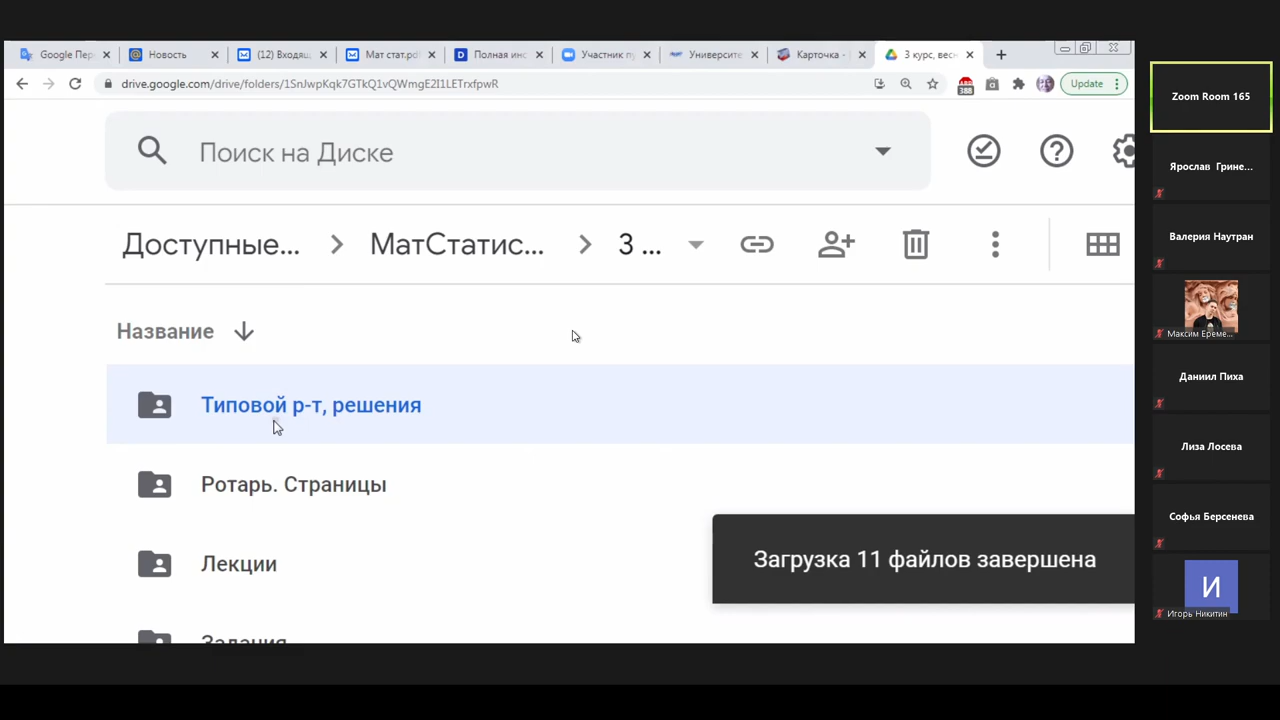 Google Пер
Новость
(12) Входящ
Мат стат.pd
Полная инс
Участник п
Университе
Карточка -
3 курс, весн
drive.google.com/drive/folders/1SnJwpKqk7GTkQ1vQWmgE2I1LETrxfpwR
388
Update
Поиск на Диске
Доступные... > МатСтатис... > 3 ...
Название
Типовой р-т, решения
Ротарь. Страницы
Лекции
Задания
Загрузка 11 файлов завершена
Zoom Room 165
Ярослав Грине...
Валерия Наутран
Максим Ереме...
Даниил Пиха
Лиза Лосева
Софья Берсенева
И
Игорь Никитин